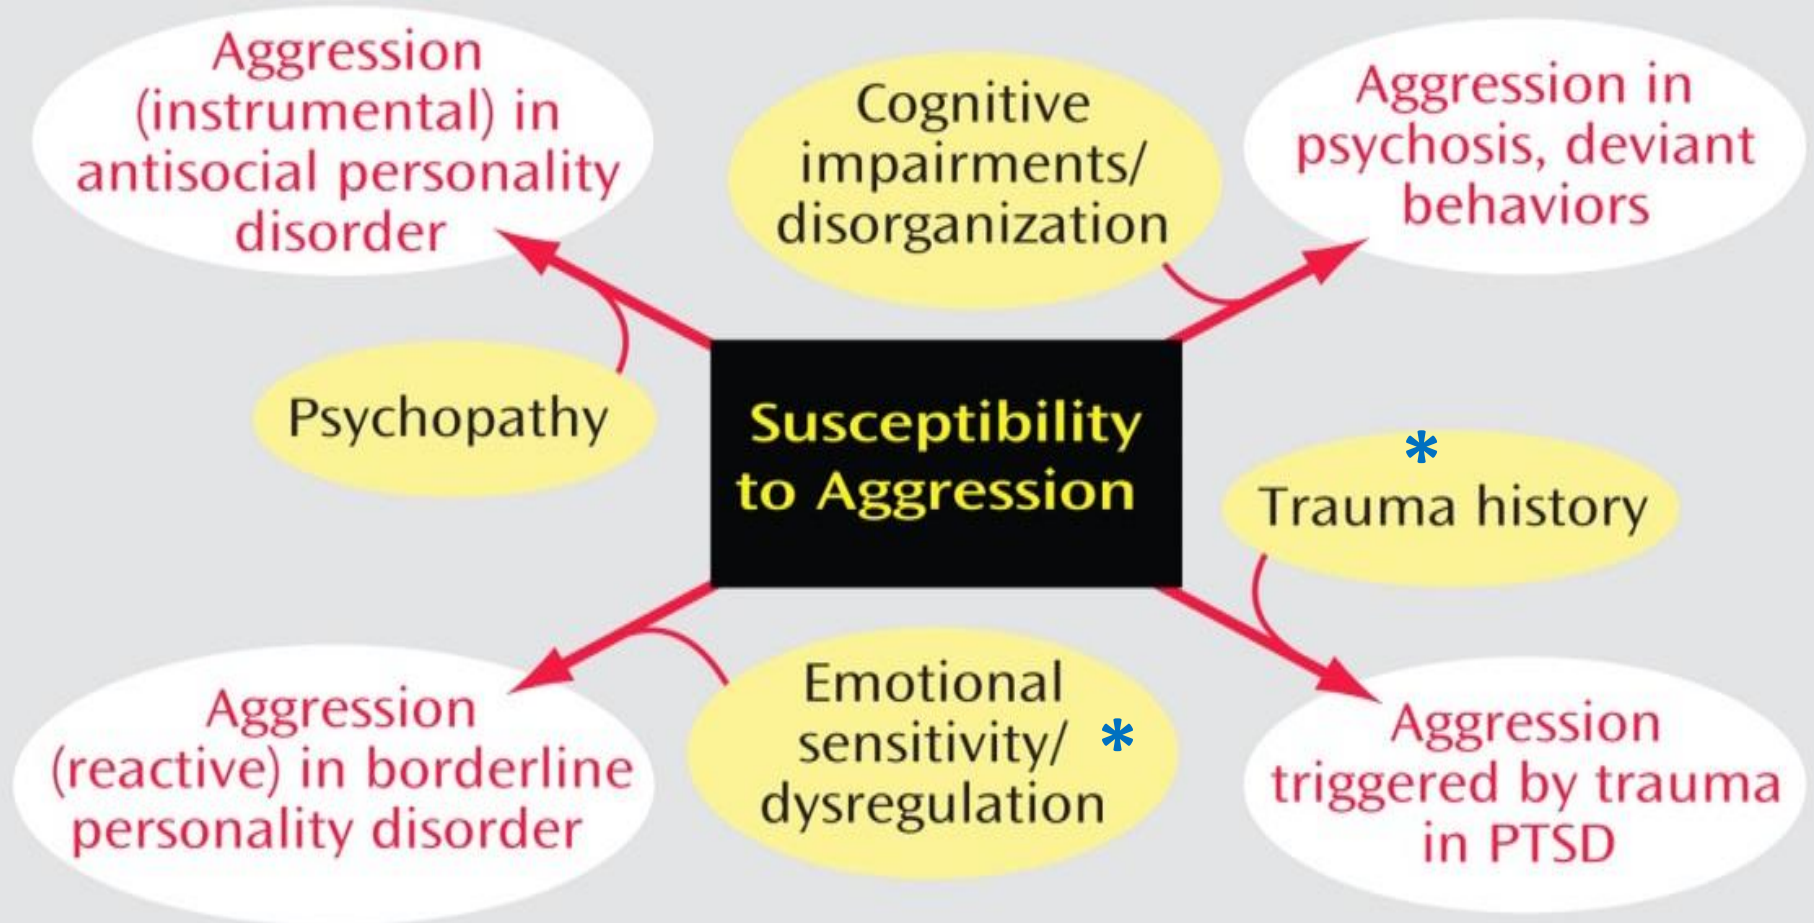 Aggression
(instrumental) in
antisocial personality
disorder
Cognitive
impairments/
disorganization
Aggression in
psychosis, deviant
behaviors
Psychopathy
Susceptibility
to Aggression
*
Trauma history
Aggression
(reactive) in borderline
personality disorder
Emotional
sensitivity/ *
dysregulation
Aggression
triggered by trauma
in PTSD